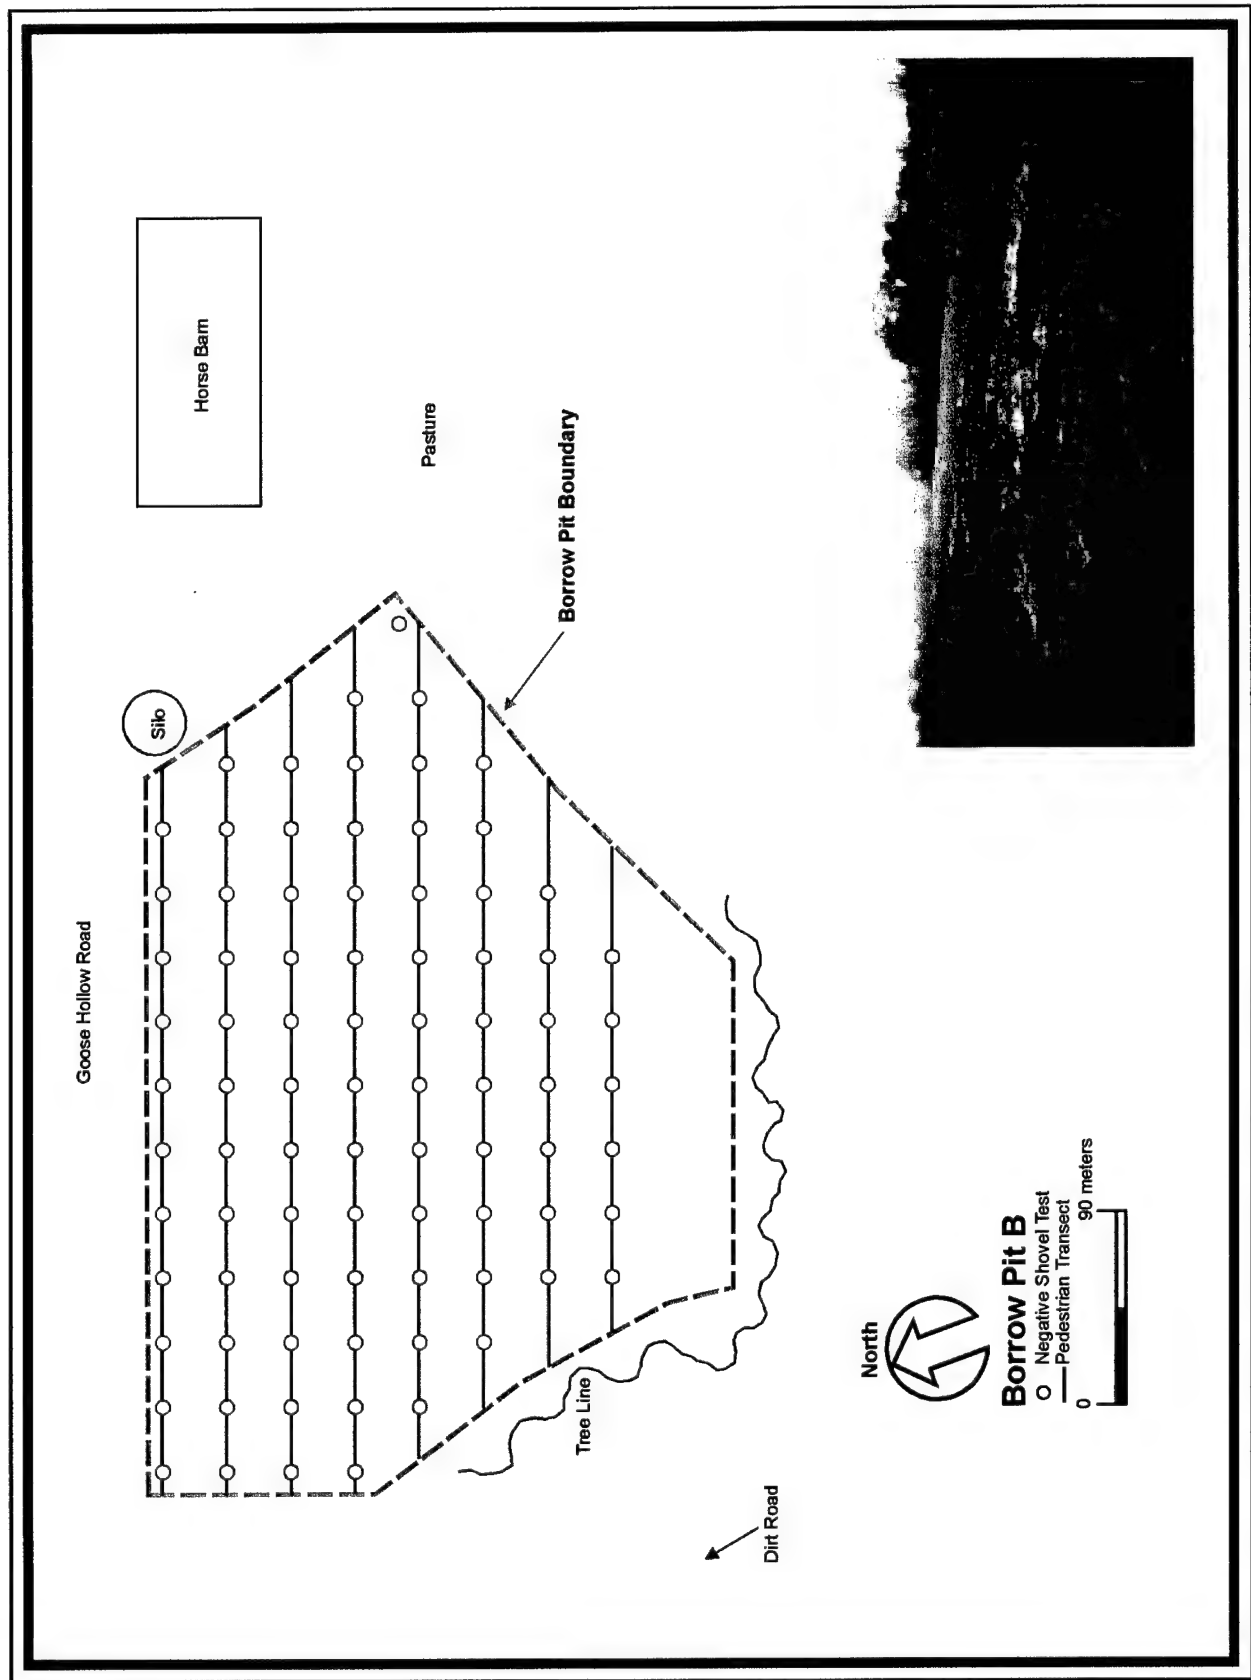 Goose Hollow Road
Silo
Horse Barn
Pasture
Borrow Pit Boundary
Tree Line
Dirt Road
North
Borrow Pit B
Negative Shovel Test
Pedestrian Transect
0 90 meters